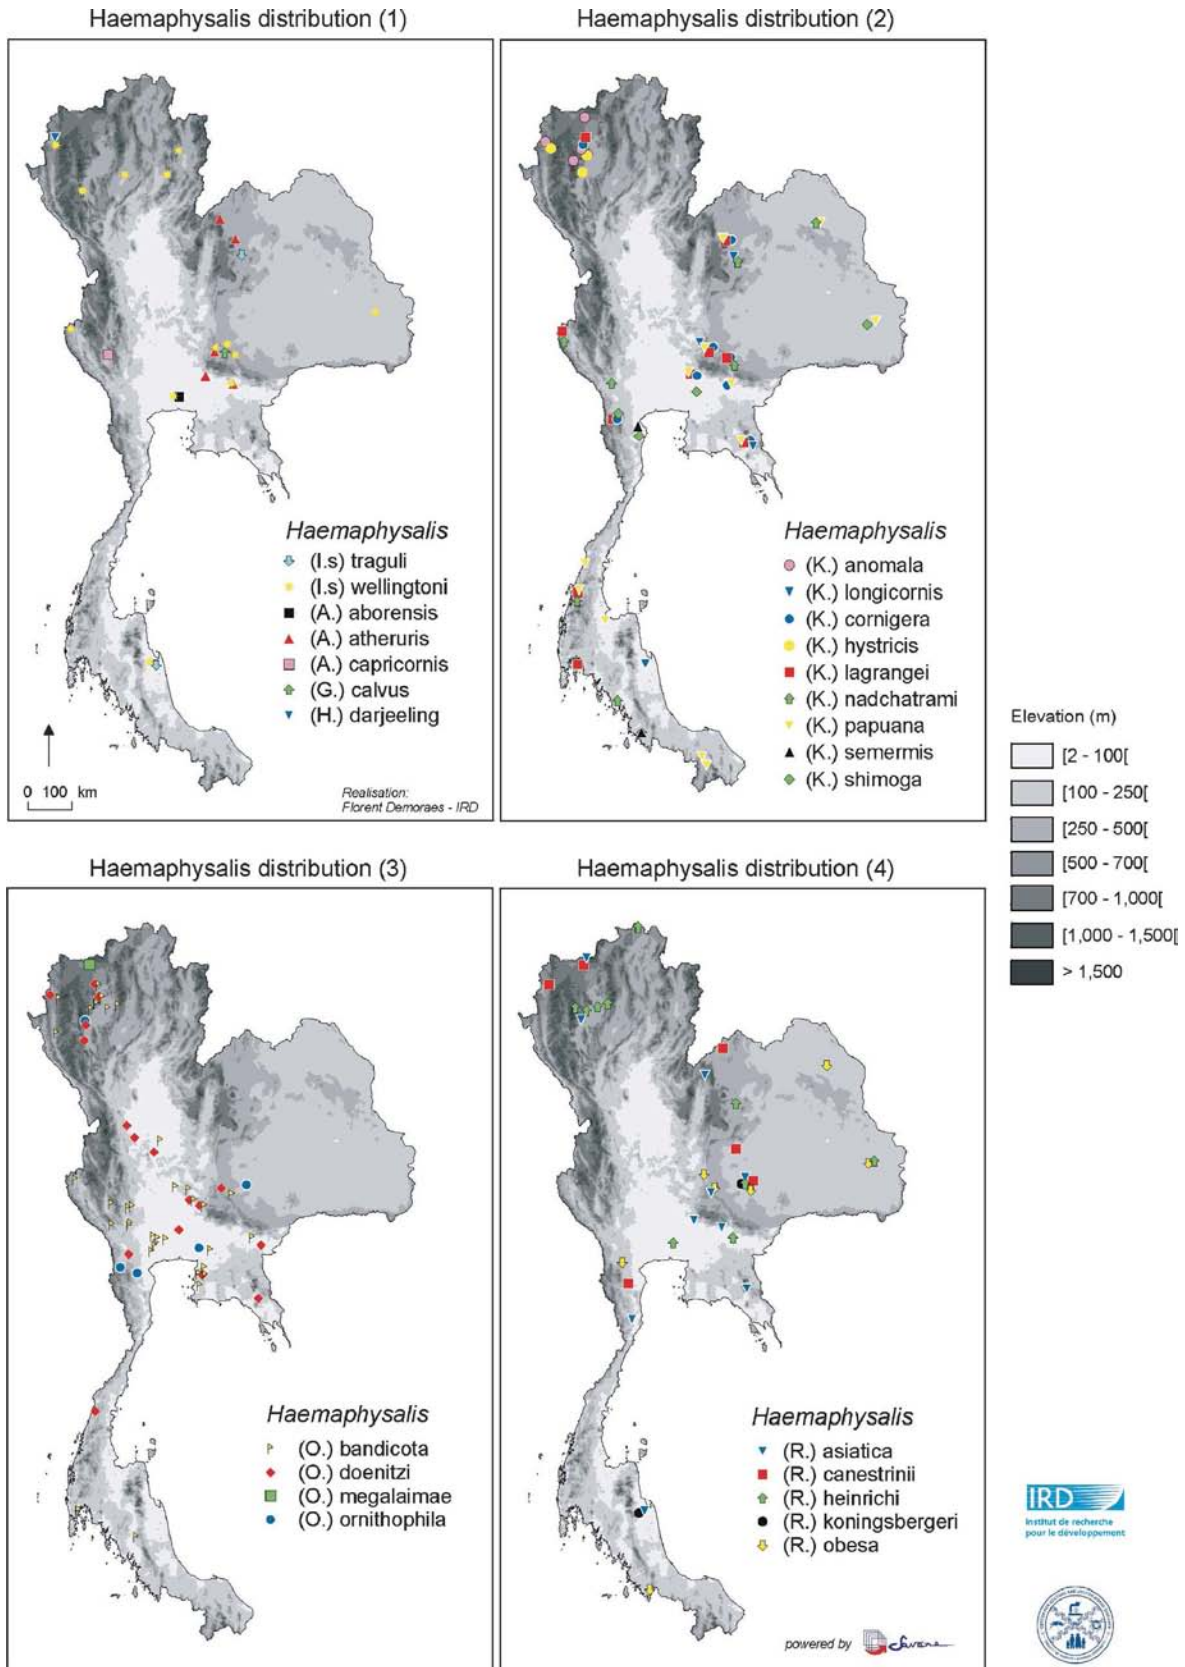 Haemaphysalis distribution (1)
Haemaphysalis distribution (2)
Haemaphysalis
(I.s) traguli
(I.s) wellingtoni
(A.) aborensis
(A.) atheruris
(A.) capricornis
(G.) calvus
(H.) darjeeling
0 100 km
Realisation:
Florent Demoraes - IRD
Haemaphysalis
(K.) anomala
(K.) longicornis
(K.) cornigera
(K.) hystricis
(K.) lagrangei
(K.) nadchatrami
(K.) papuana
(K.) semermis
(K.) shimoga
Elevation (m)
[2 - 100[
[100 - 250[
[250 - 500[
[500 - 700[
[700 - 1,000[
[1,000 - 1,500[
> 1,500
Haemaphysalis distribution (3)
Haemaphysalis distribution (4)
Haemaphysalis
(O.) bandicota
(O.) doenitzi
(O.) megalaimae
(O.) ornithophila
Haemaphysalis
(R.) asiatica
(R.) canestrinii
(R.) heinrichi
(R.) koningsbergeri
(R.) obesa
powered by Savane
IRD
Institut de recherche
pour le développement